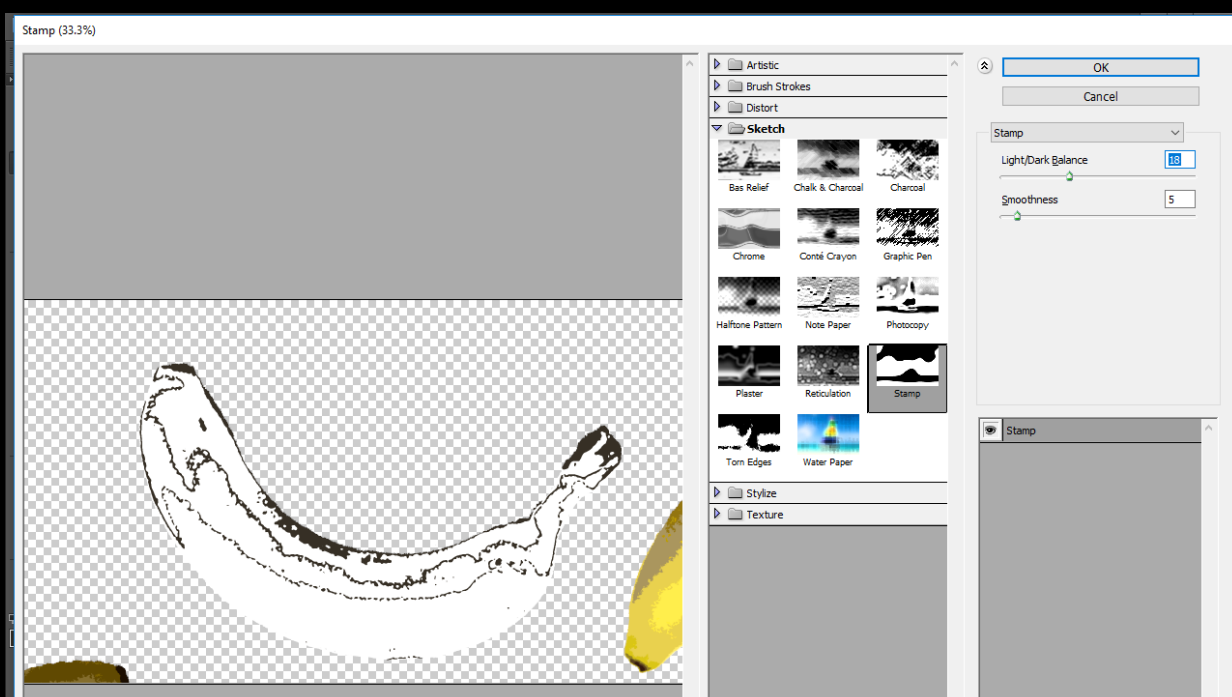 Stamp (33.3%)
Artistic
Brush Strokes
Distort
Sketch
Bas Relief
Chalk & Charcoal
Charcoal
Chrome
Conté Crayon
Graphic Pen
Halftone Pattern
Note Paper
Photocopy
Plaster
Reticulation
Stamp
Torn Edges
Water Paper
Stylize
Texture
OK
Cancel
Stamp
Light/Dark Balance
18
Smoothness
5
Stamp